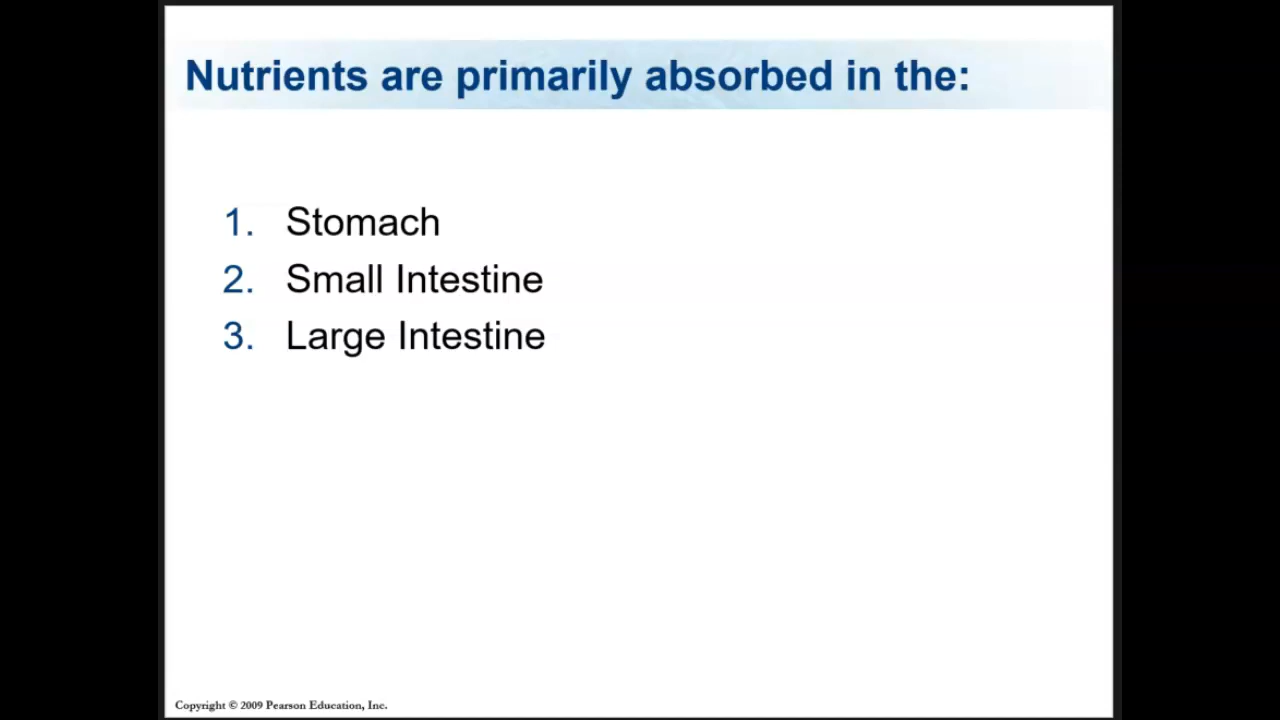 Nutrients are primarily absorbed in the:
1. Stomach
2. Small Intestine
3. Large Intestine
Copyright © 2009 Pearson Education, Inc.